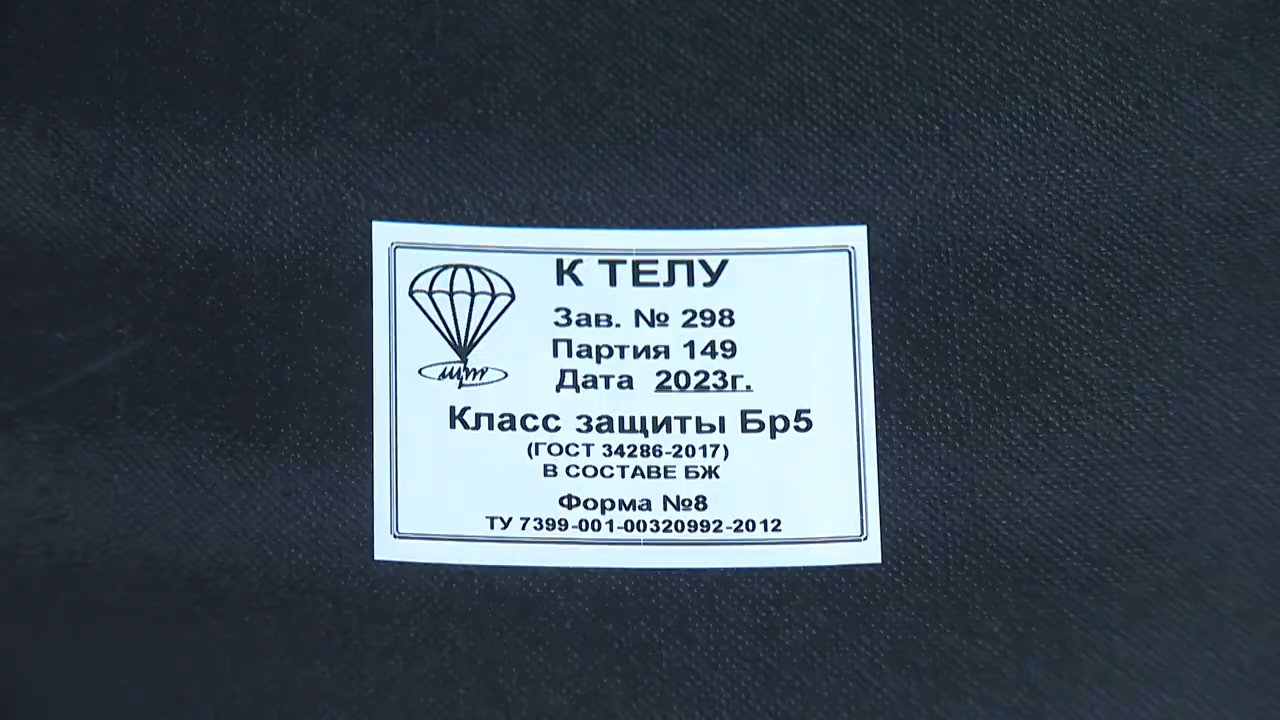 К ТЕЛУ
Зав. № 298
Партия 149
Дата 2023г.
Класс защиты Бр5
(ГОСТ 34286-2017)
В СОСТАВЕ БЖ
Форма №8
ТУ 7399-001-00320992-2012